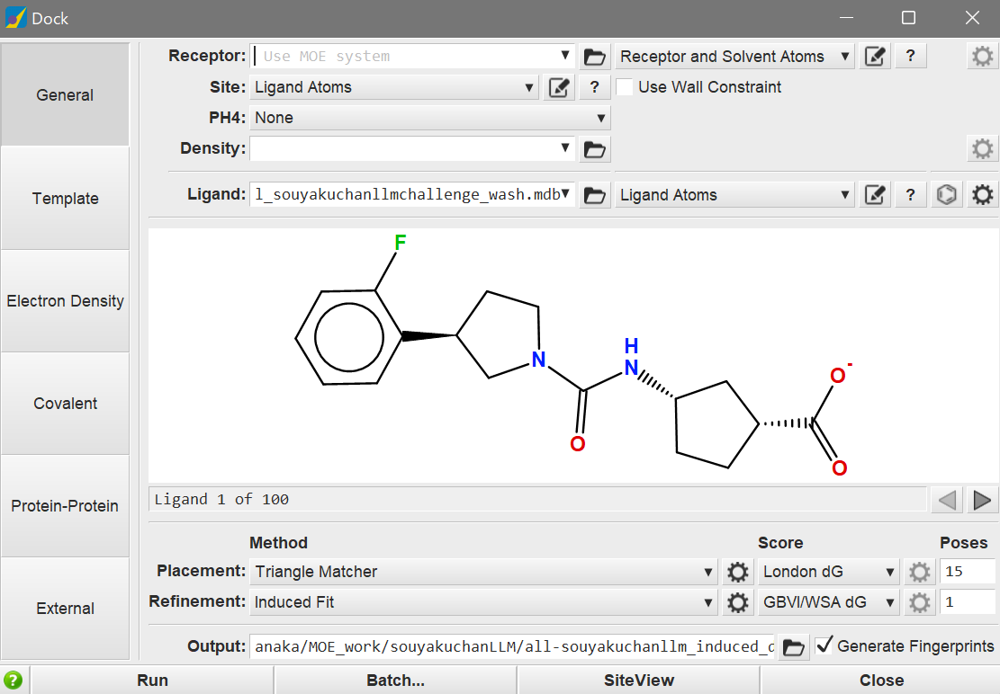 Dock
General
Template
Electron Density
Covalent
Protein-Protein
External
Receptor: Use MOE system Receptor and Solvent Atoms ?
Site: Ligand Atoms ? Use Wall Constraint
PH4: None
Density:
Ligand: l_souyakuchanllmchallenge_wash.mdb Ligand Atoms ?
F
H
N
N
O
O-
O
Ligand 1 of 100
Method Score Poses
Placement: Triangle Matcher London dG 15
Refinement: Induced Fit GBVI/WSA dG 1
Output: anaka/MOE_work/souyakuchanLLM/all-souyakuchanllm_induced_ Generate Fingerprints
? Run Batch... SiteView Close